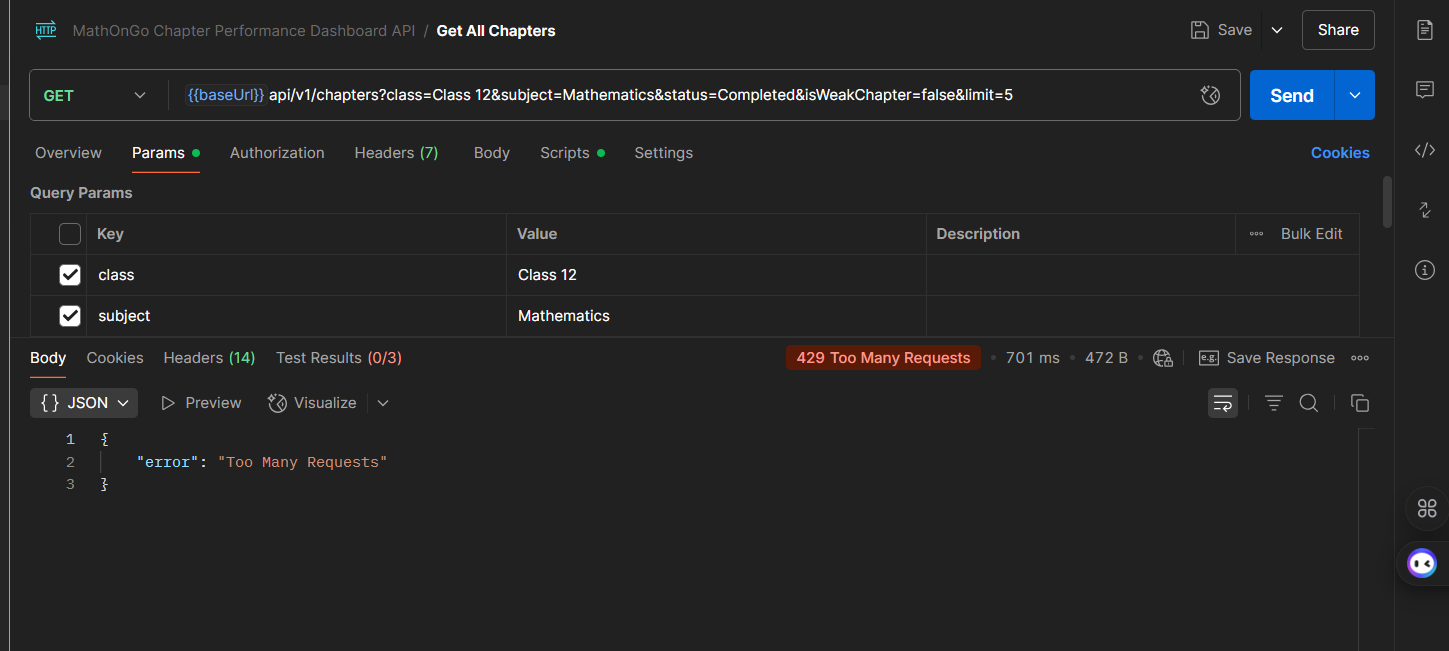 HTTP MathOnGo Chapter Performance Dashboard API / Get All Chapters Save Share
GET {{baseUrl}} api/v1/chapters?class=Class 12&subject=Mathematics&status=Completed&isWeakChapter=false&limit=5 Send
Overview Params Authorization Headers (7) Body Scripts Settings Cookies
Query Params
Key Value Description Bulk Edit
class Class 12
subject Mathematics
Body Cookies Headers (14) Test Results (0/3) 429 Too Many Requests 701 ms 472 B e.g. Save Response
{} JSON Preview Visualize
1 {
2 "error": "Too Many Requests"
3 }